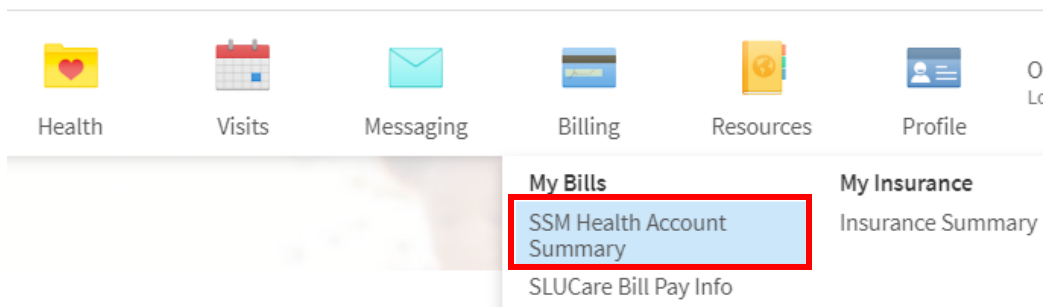 Health Visits Messaging Billing Resources Profile
My Bills My Insurance
SSM Health Account Insurance Summary
Summary
SLUCare Bill Pay Info